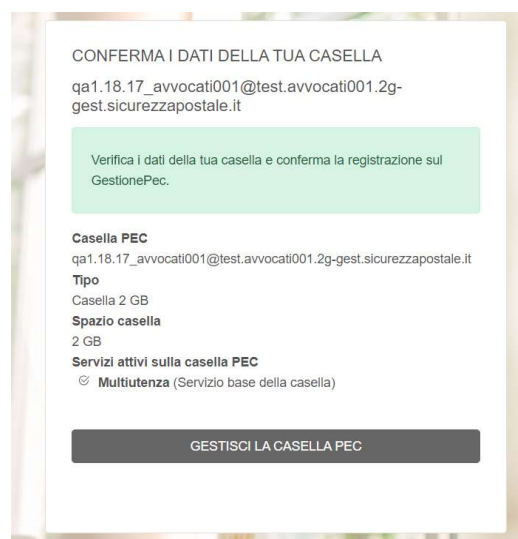 CONFERMA I DATI DELLA TUA CASELLA
qa1.18.17_avvocati001@test.avvocati001.2g-
gest.sicurezzapostale.it
Verifica i dati della tua casella e conferma la registrazione sul
GestionePec.
Casella PEC
qa1.18.17_avvocati001@test.avvocati001.2g-gest.sicurezzapostale.it
Tipo
Casella 2 GB
Spazio casella
2 GB
Servizi attivi sulla casella PEC
Multiutenza (Servizio base della casella)
GESTISCI LA CASELLA PEC